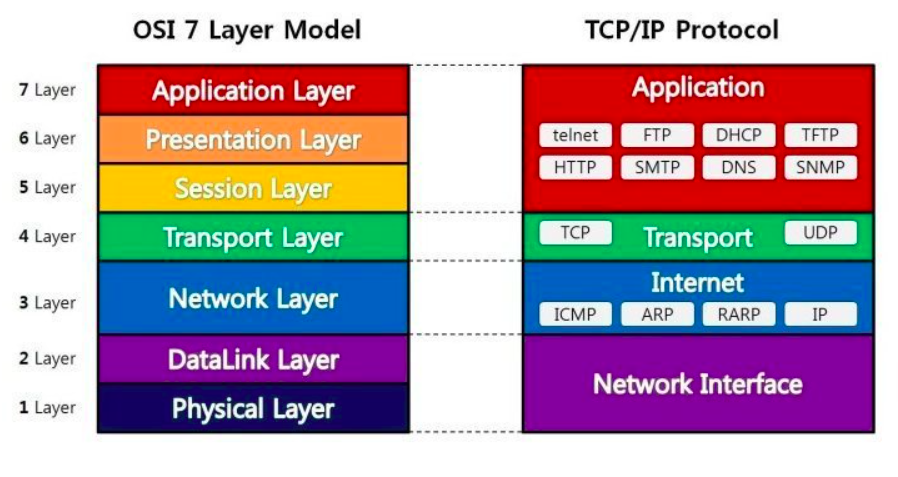 OSI 7 Layer Model
TCP/IP Protocol
7 Layer
Application Layer
6 Layer
Presentation Layer
5 Layer
Session Layer
4 Layer
Transport Layer
3 Layer
Network Layer
2 Layer
DataLink Layer
1 Layer
Physical Layer
Application
telnet FTP DHCP TFTP
HTTP SMTP DNS SNMP
TCP Transport UDP
Internet
ICMP ARP RARP IP
Network Interface